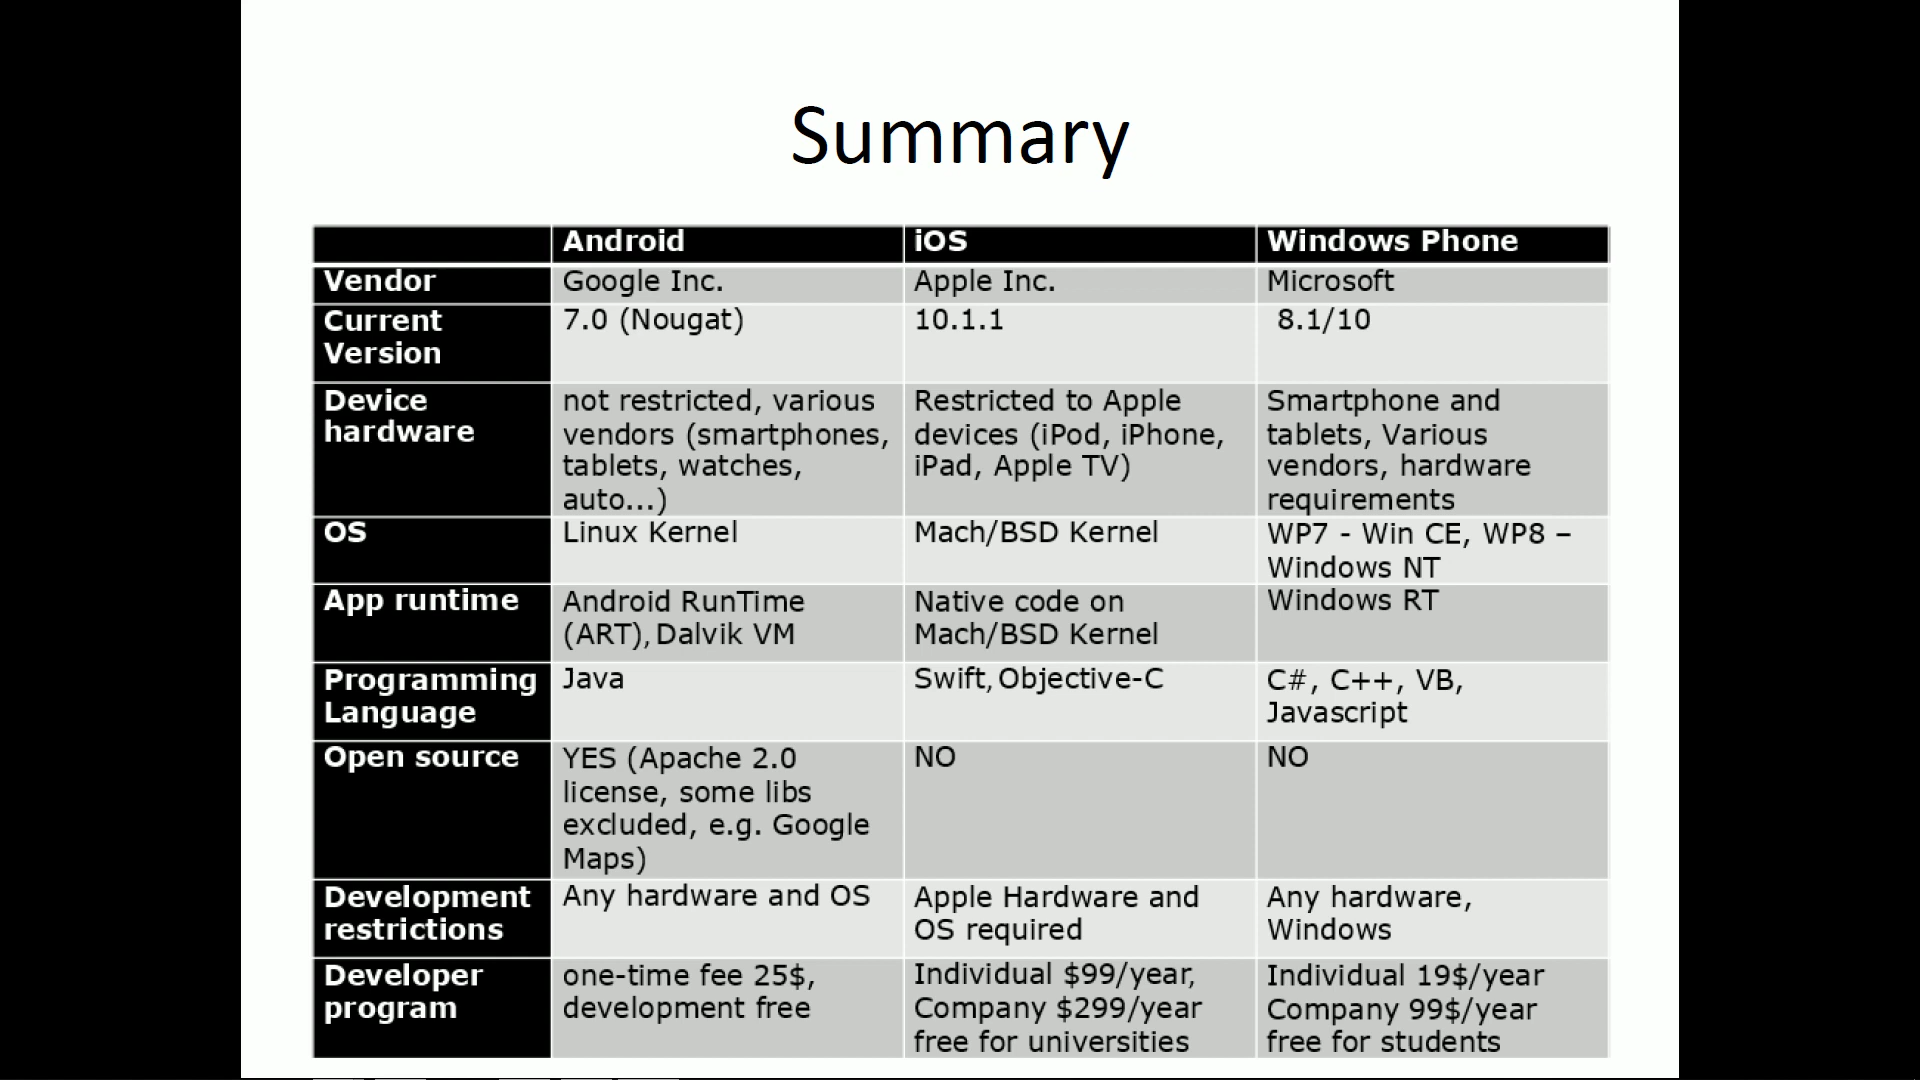 Summary
Android iOS Windows Phone
Vendor Google Inc. Apple Inc. Microsoft
Current Version 7.0 (Nougat) 10.1.1 8.1/10
Device hardware
not restricted, various
vendors (smartphones,
tablets, watches,
auto...)
Restricted to Apple
devices (iPod, iPhone,
iPad, Apple TV)
Smartphone and
tablets, Various
vendors, hardware
requirements
OS
Linux Kernel
Mach/BSD Kernel
WP7 - Win CE, WP8 –
Windows NT
App runtime
Android RunTime
(ART), Dalvik VM
Native code on
Mach/BSD Kernel
Windows RT
Programming
Language
Java
Swift, Objective-C
C#, C++, VB,
Javascript
Open source
YES (Apache 2.0
license, some libs
excluded, e.g. Google
Maps)
NO
NO
Development
restrictions
Any hardware and OS
Apple Hardware and
OS required
Any hardware,
Windows
Developer
program
one-time fee 25$,
development free
Individual $99/year,
Company $299/year
free for universities
Individual 19$/year
Company 99$/year
free for students